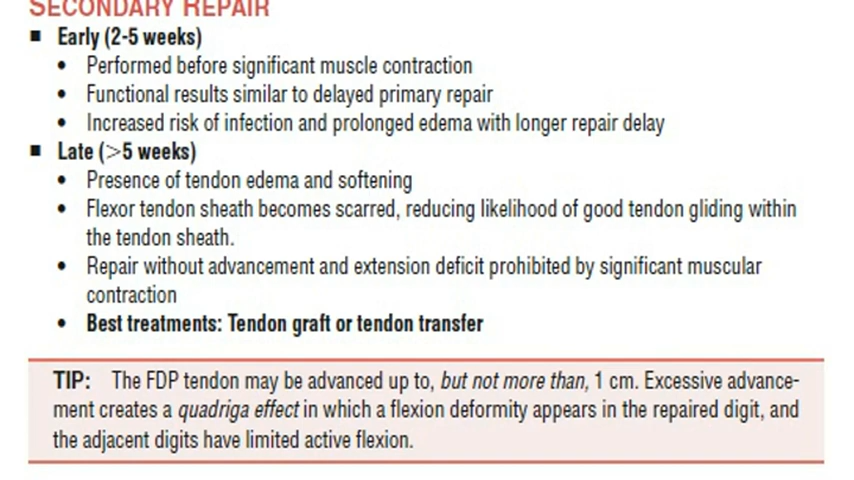 SECONDARY REPAIR
■ Early (2-5 weeks)
• Performed before significant muscle contraction
• Functional results similar to delayed primary repair
• Increased risk of infection and prolonged edema with longer repair delay
■ Late (>5 weeks)
• Presence of tendon edema and softening
• Flexor tendon sheath becomes scarred, reducing likelihood of good tendon gliding within
the tendon sheath.
• Repair without advancement and extension deficit prohibited by significant muscular
contraction
• Best treatments: Tendon graft or tendon transfer
TIP: The FDP tendon may be advanced up to, but not more than, 1 cm. Excessive advance-
ment creates a quadriga effect in which a flexion deformity appears in the repaired digit, and
the adjacent digits have limited active flexion.